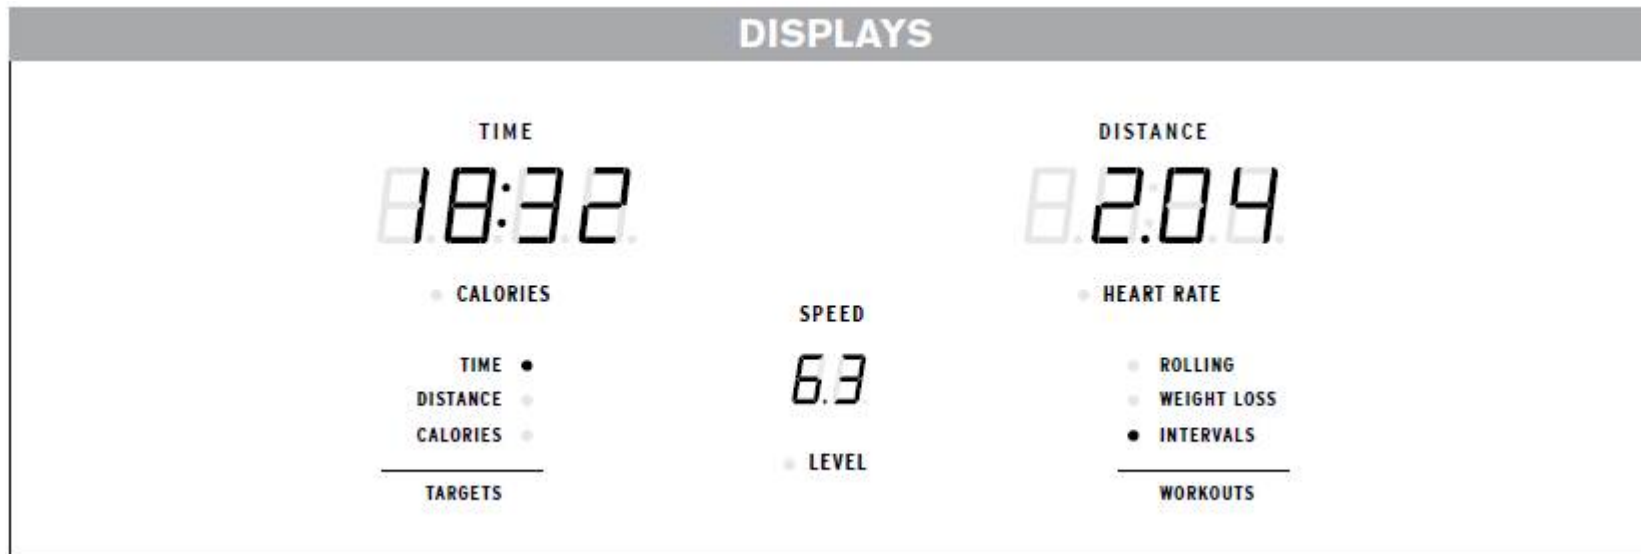 DISPLAYS
TIME
18:32
CALORIES
DISTANCE
2.04
HEART RATE
SPEED
6.3
LEVEL
TIME
DISTANCE
CALORIES
TARGETS
ROLLING
WEIGHT LOSS
INTERVALS
WORKOUTS